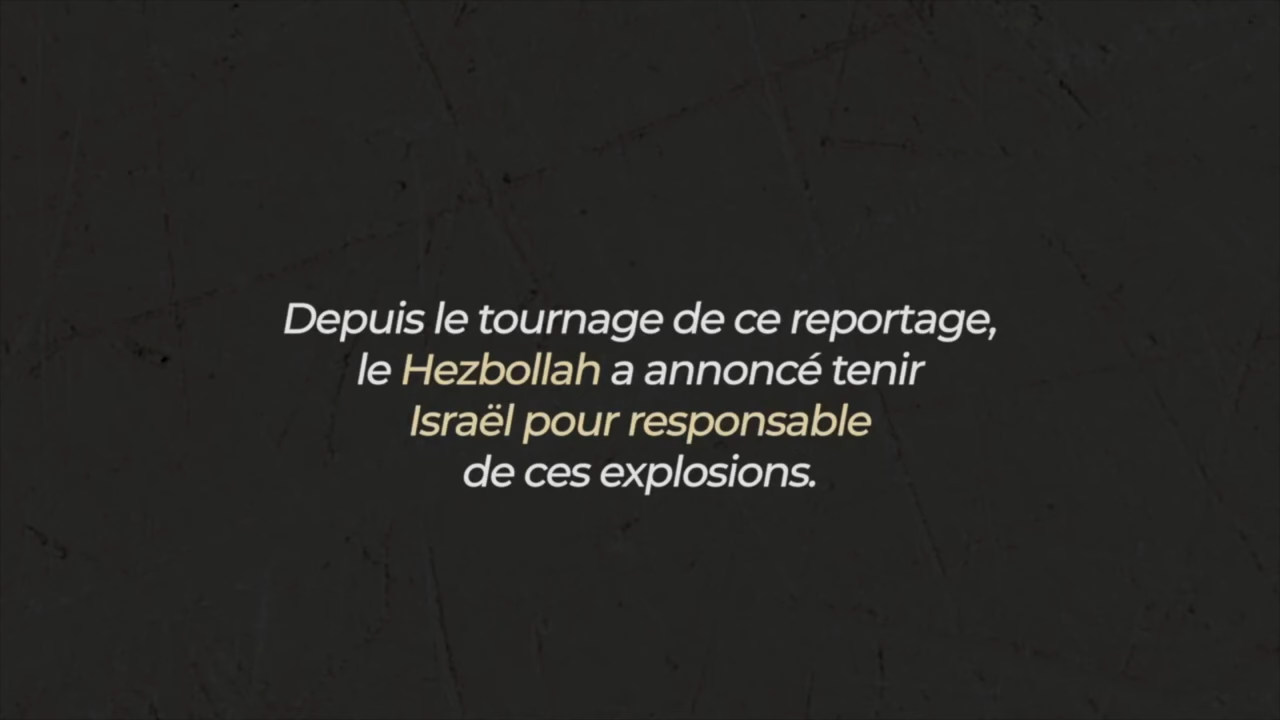 Depuis le tournage de ce reportage,
le Hezbollah a annoncé tenir
Israël pour responsable
de ces explosions.